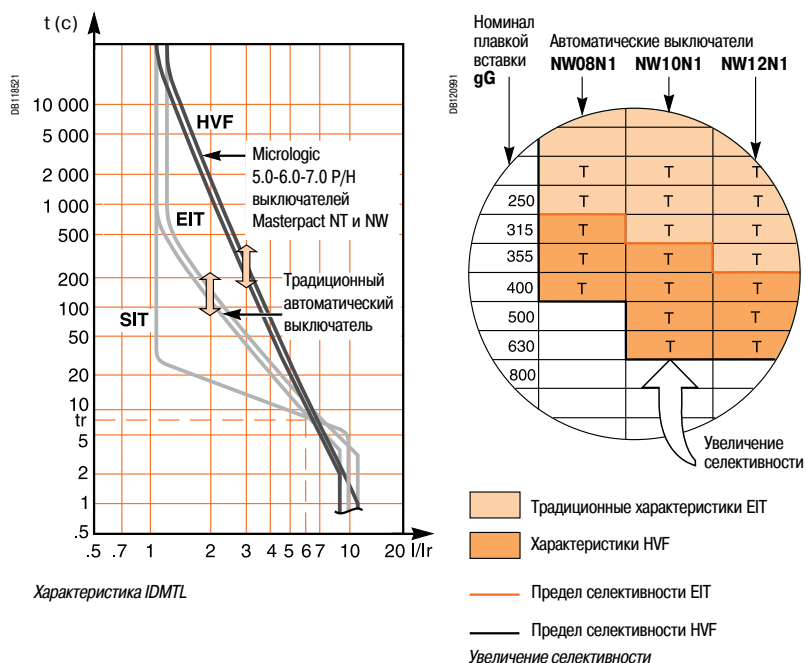 t (c)
DB118821
10 000
5 000
2 000
1 000
500
200
100
50
20
10
tr
5
2
1
.5
HVF
Micrologic
5.0-6.0-7.0 P/H
выключателей
Masterpact NT и NW
EIT
Традиционный
автоматический
выключатель
SIT
.5 .7 1 2 3 4 5 6 7 10 20 I/Ir
Характеристика IDMTL
Номинал
плавкой
вставки
gG
Автоматические выключатели
NW08N1 NW10N1 NW12N1
DB120991
T T T
250 T T T
315 T T T
355 T T T
400 T T T
500 T T
630 T T
800
Увеличение
селективности
Традиционные характеристики EIT
Характеристики HVF
Предел селективности EIT
Предел селективности HVF
Увеличение селективности